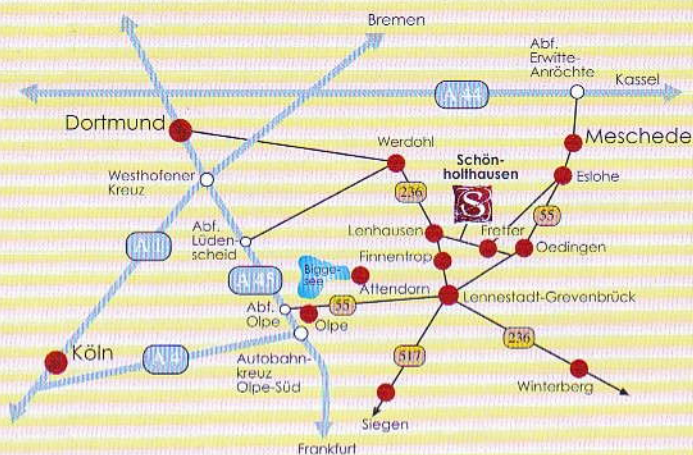 Bremen
Abf.
Erwitte-
Anröchte
Kassel
A 44
Dortmund
Meschede
Werdohl
Schön-
holthausen
Westhofener
Kreuz
236
S
Eslohe
55
Abf.
Lüden-
scheid
Lenhausen
Fretter
Oedingen
A 1
Finnentrop
A 45
Bigge-
see
Attendorn
Lennestadt-Grevenbrück
Abf.
Olpe
55
Olpe
Köln
A 4
Autobahn-
kreuz
Olpe-Süd
517
236
Winterberg
Siegen
Frankfurt